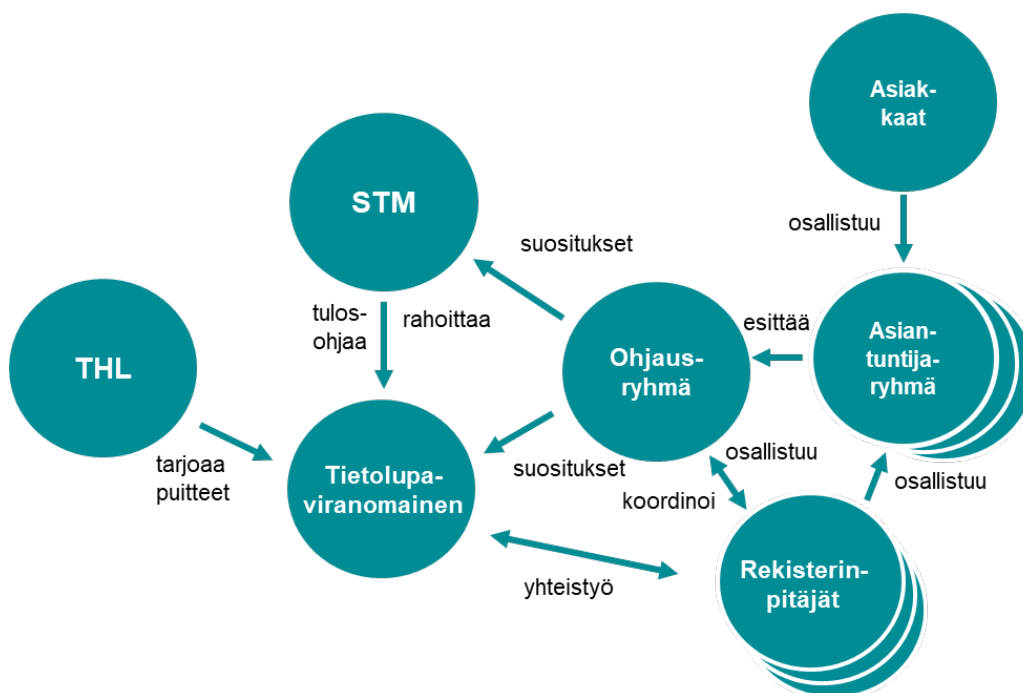 Asiak-
kaat
STM
osallistuu
suositukset
tulos-
ohjaa
rahoittaa
esittää
Asian-
tuntija-
ryhmä
THL
Ohjaus-
ryhmä
tarjoaa
puitteet
Tietolupa-
viranomainen
suositukset
osallistuu
koordinoi
osallistuu
yhteistyö
Rekisterin-
pitäjät